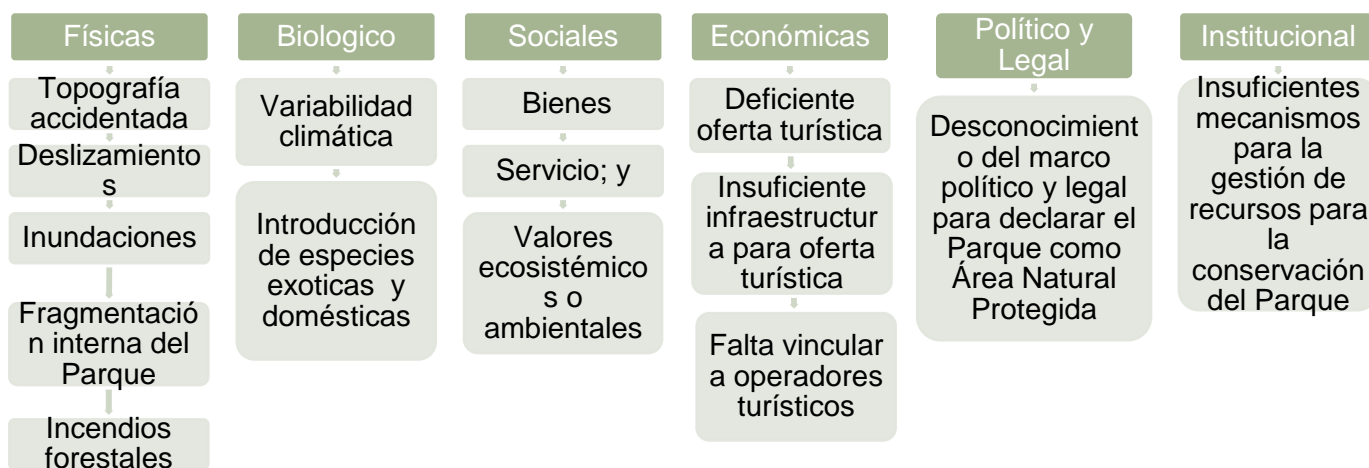 Físicas
Topografía
accidentada
Deslizamiento
s
Inundaciones
Fragmentació
n interna del
Parque
Incendios
forestales
Biologico
Variabilidad
climática
Introducción
de especies
exoticas y
domésticas
Sociales
Bienes
Servicio; y
Valores
ecosistémico
s o
ambientales
Económicas
Deficiente
oferta turística
Insuficiente
infraestructur
a para oferta
turística
Falta vincular
a operadores
turísticos
Político y
Legal
Desconocimient
o del marco
político y legal
para declarar el
Parque como
Área Natural
Protegida
Institucional
Insuficientes
mecanismos
para la
gestión de
recursos para
la
conservación
del Parque